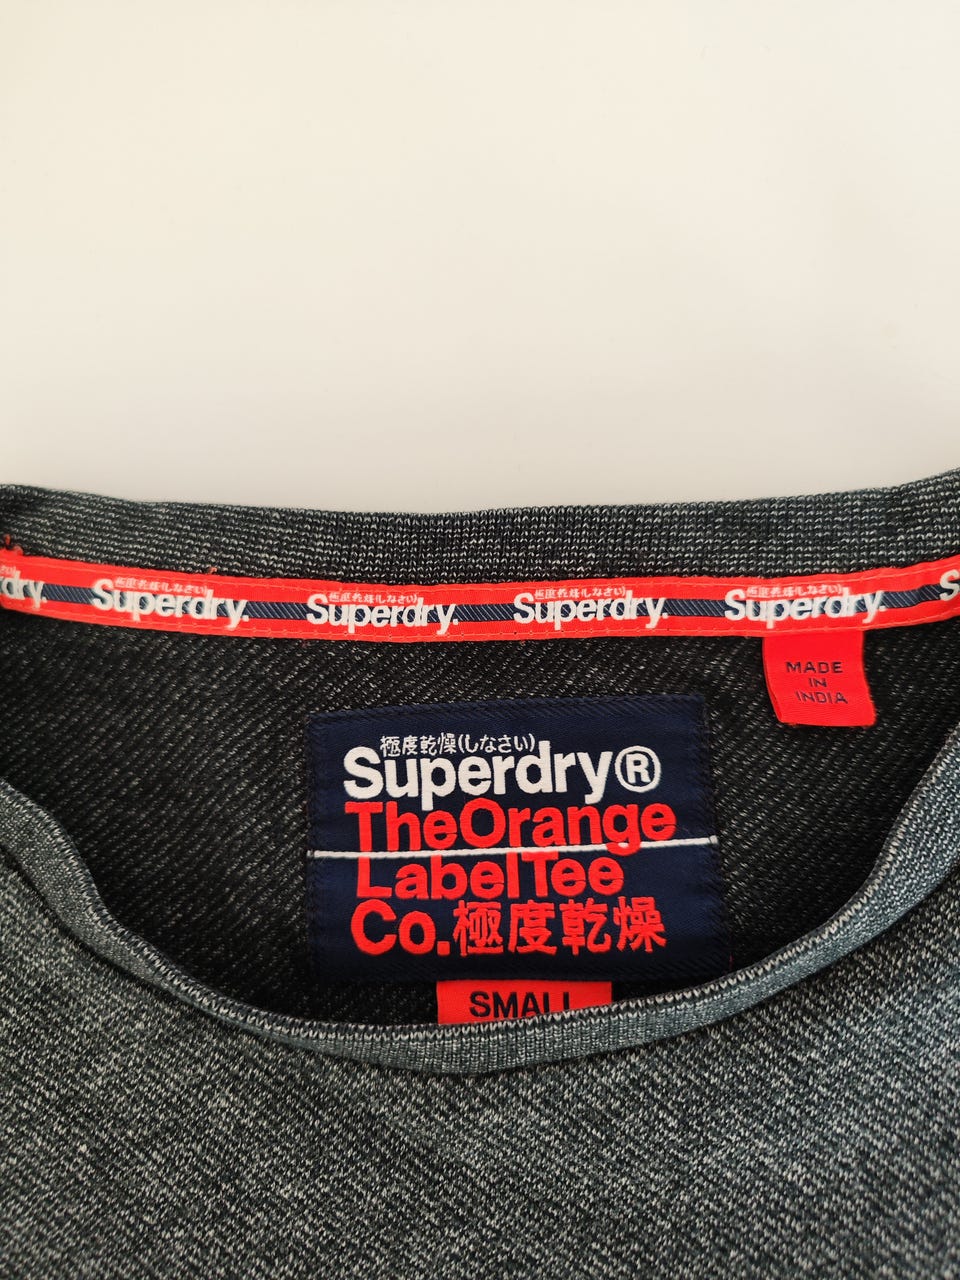 dry. 極度乾燥(しなさい) Superdry. 極度乾燥(しなさい) Superdry. 極度乾燥(しなさい) Superdry. 極度乾燥(しなさい) Superdry. S
MADE
IN
INDIA
極度乾燥(しなさい)
Superdry®
TheOrange
LabelTee
Co.極度乾燥
SMALL